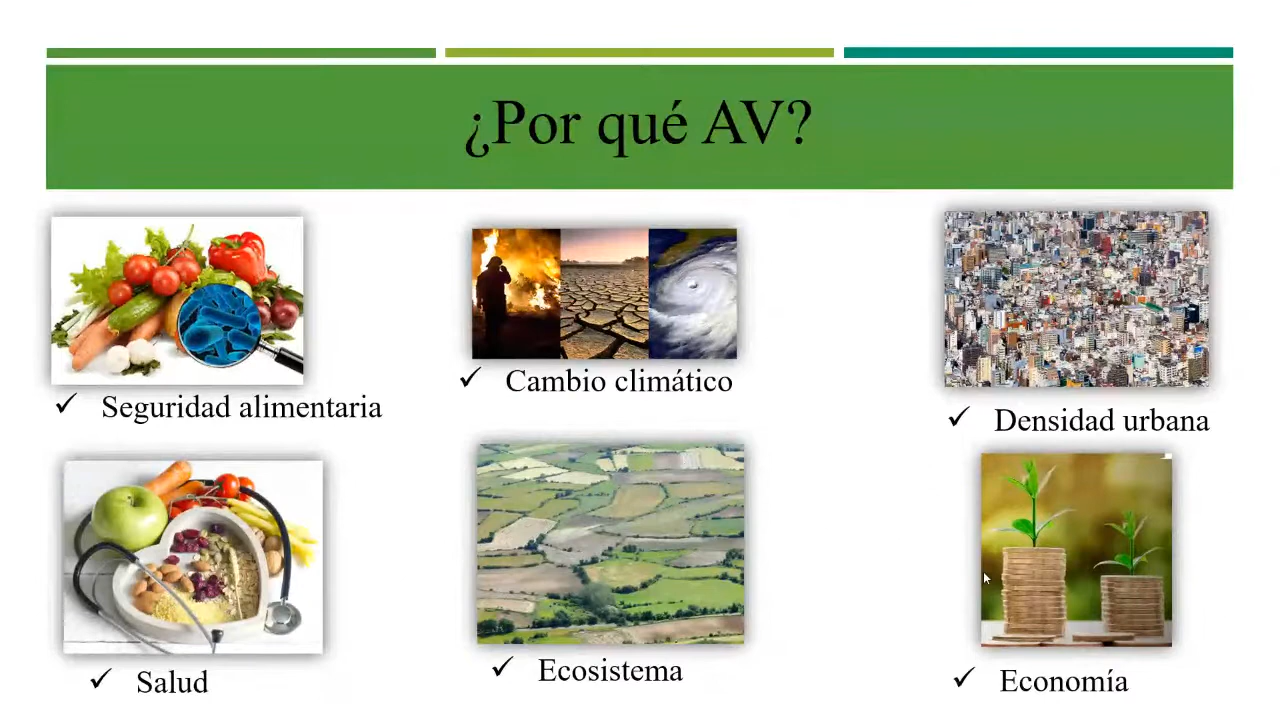 ¿Por qué AV?
✓ Seguridad alimentaria
✓ Cambio climático
✓ Densidad urbana
✓ Salud
✓ Ecosistema
✓ Economía